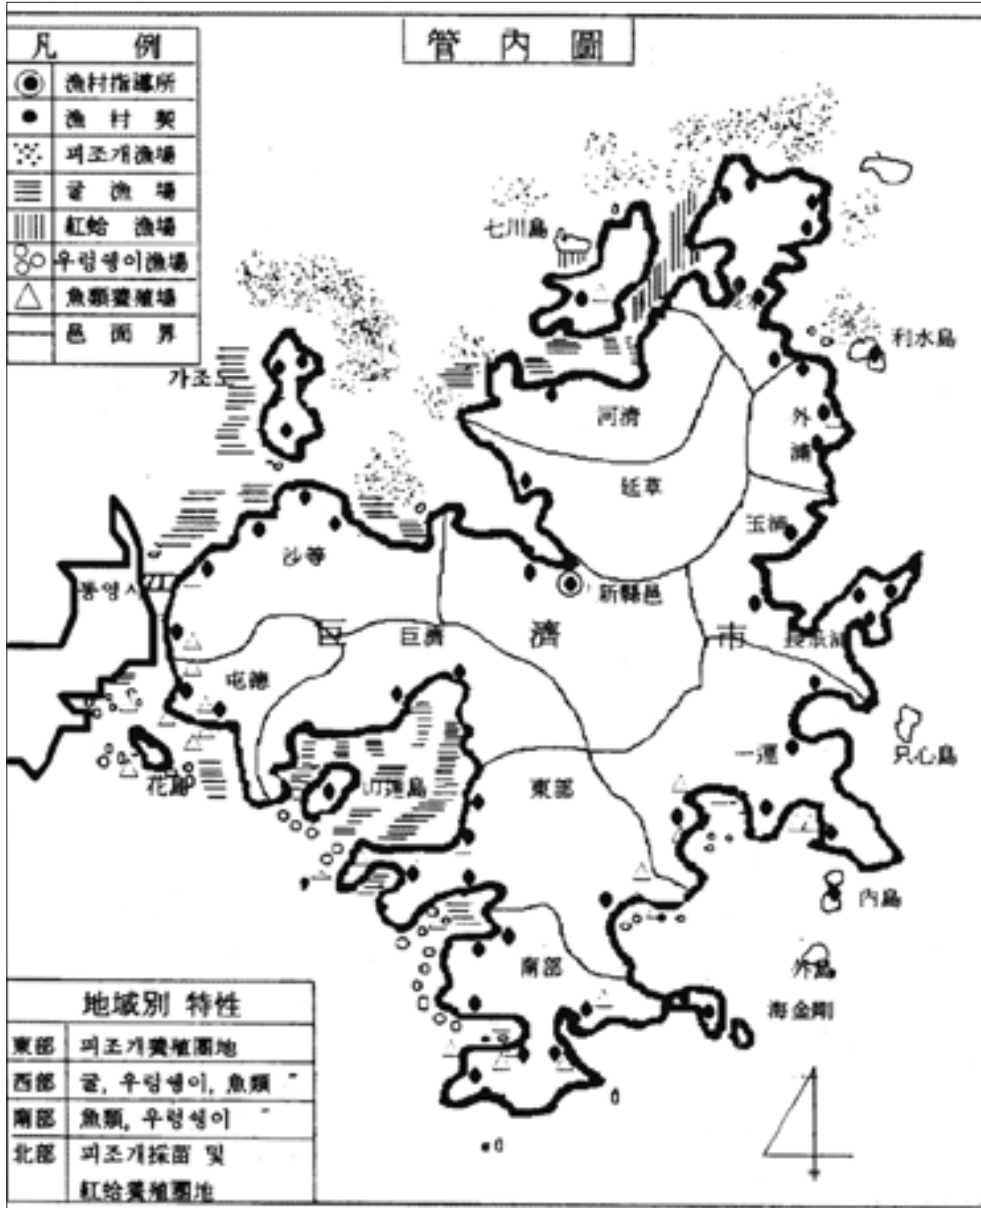 管內圖
凡 例
漁村指導所
漁村契
피조개漁場
굴漁場
紅蛤 漁場
우렁쉥이漁場
魚類養殖場
邑面界
七川島
利水島
가조도
河淸
外浦
延草
玉浦
沙等
통영시
新縣邑
巨濟
巨濟市
長承浦
屯德
花島
山達島
東部
一運
只心島
內島
南部
外島
海金剛
地域別 特性
東部 피조개養殖團地
西部 굴, 우렁쉥이, 魚類 〃
南部 魚類, 우렁쉥이 〃
北部 피조개採苗 및
紅蛤養殖團地